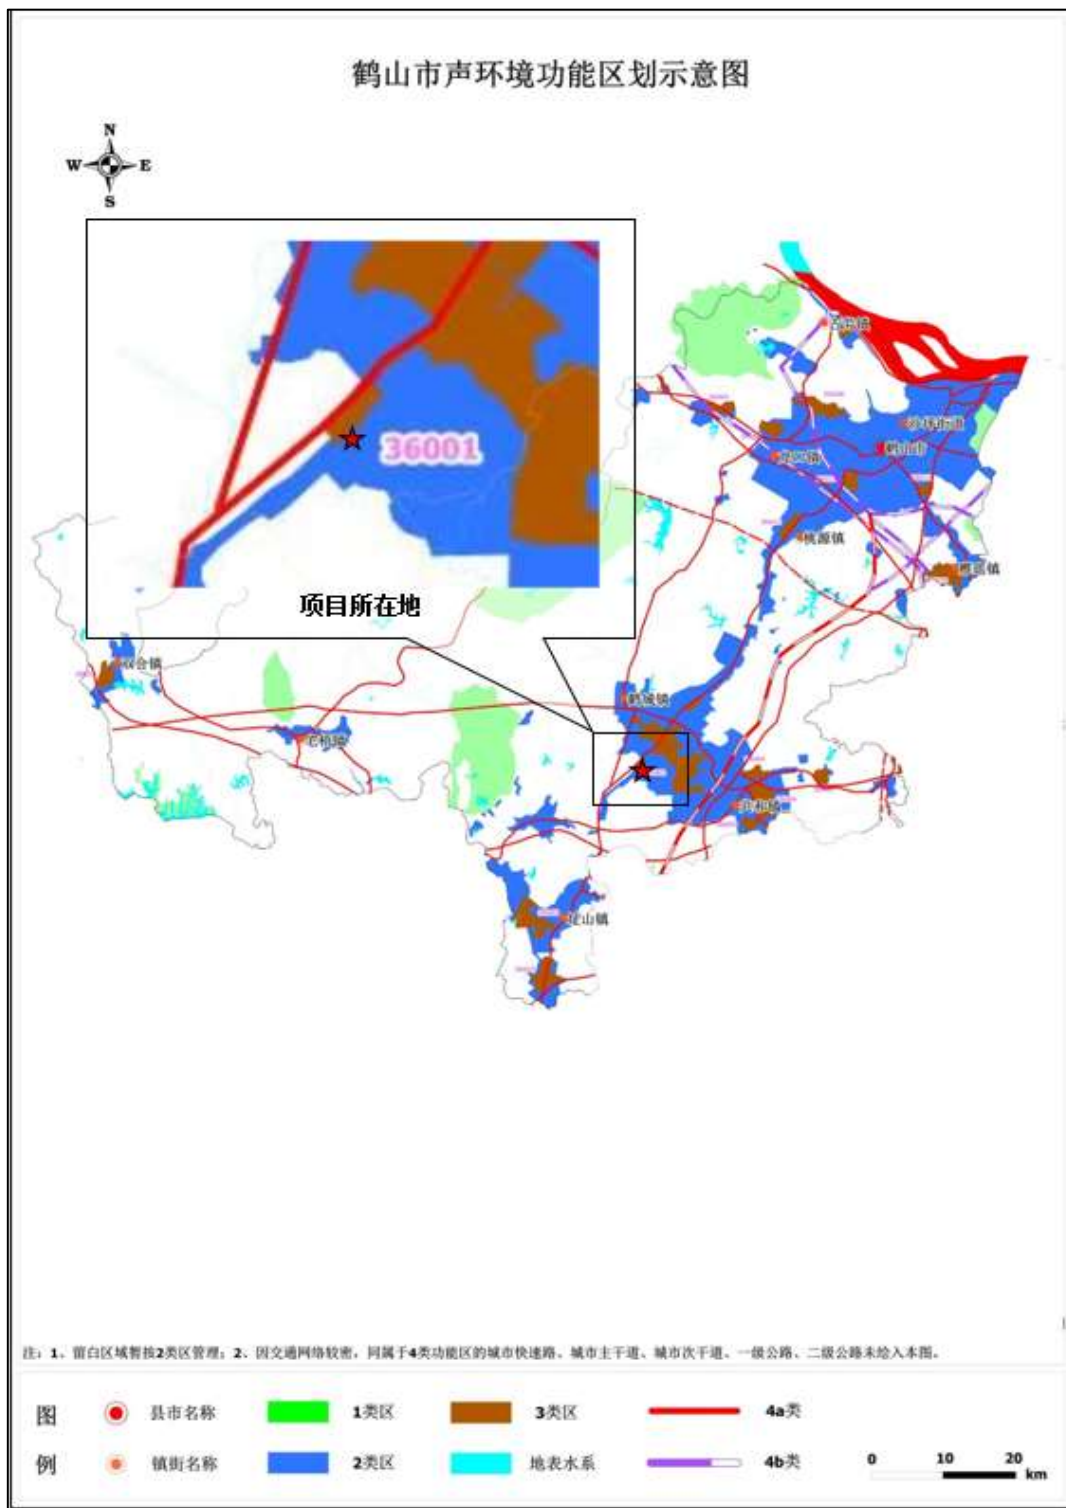 鹤山市声环境功能区划示意图
N
W
E
S
36001
项目所在地
古劳镇
沙坪街道
鹤山市
龙口镇
桃源镇
雁遥镇
双合镇
鹤城镇
宅梧镇
共和镇
址山镇
注：1、留白区域暂按2类区管理；2、因交通网络较密，同属于4类功能区的城市快速路、城市主干道、城市次干道、一级公路、二级公路未绘入本图。
图 县市名称 1类区 3类区 4a类
例 镇街名称 2类区 地表水系 4b类
0 10 20
km